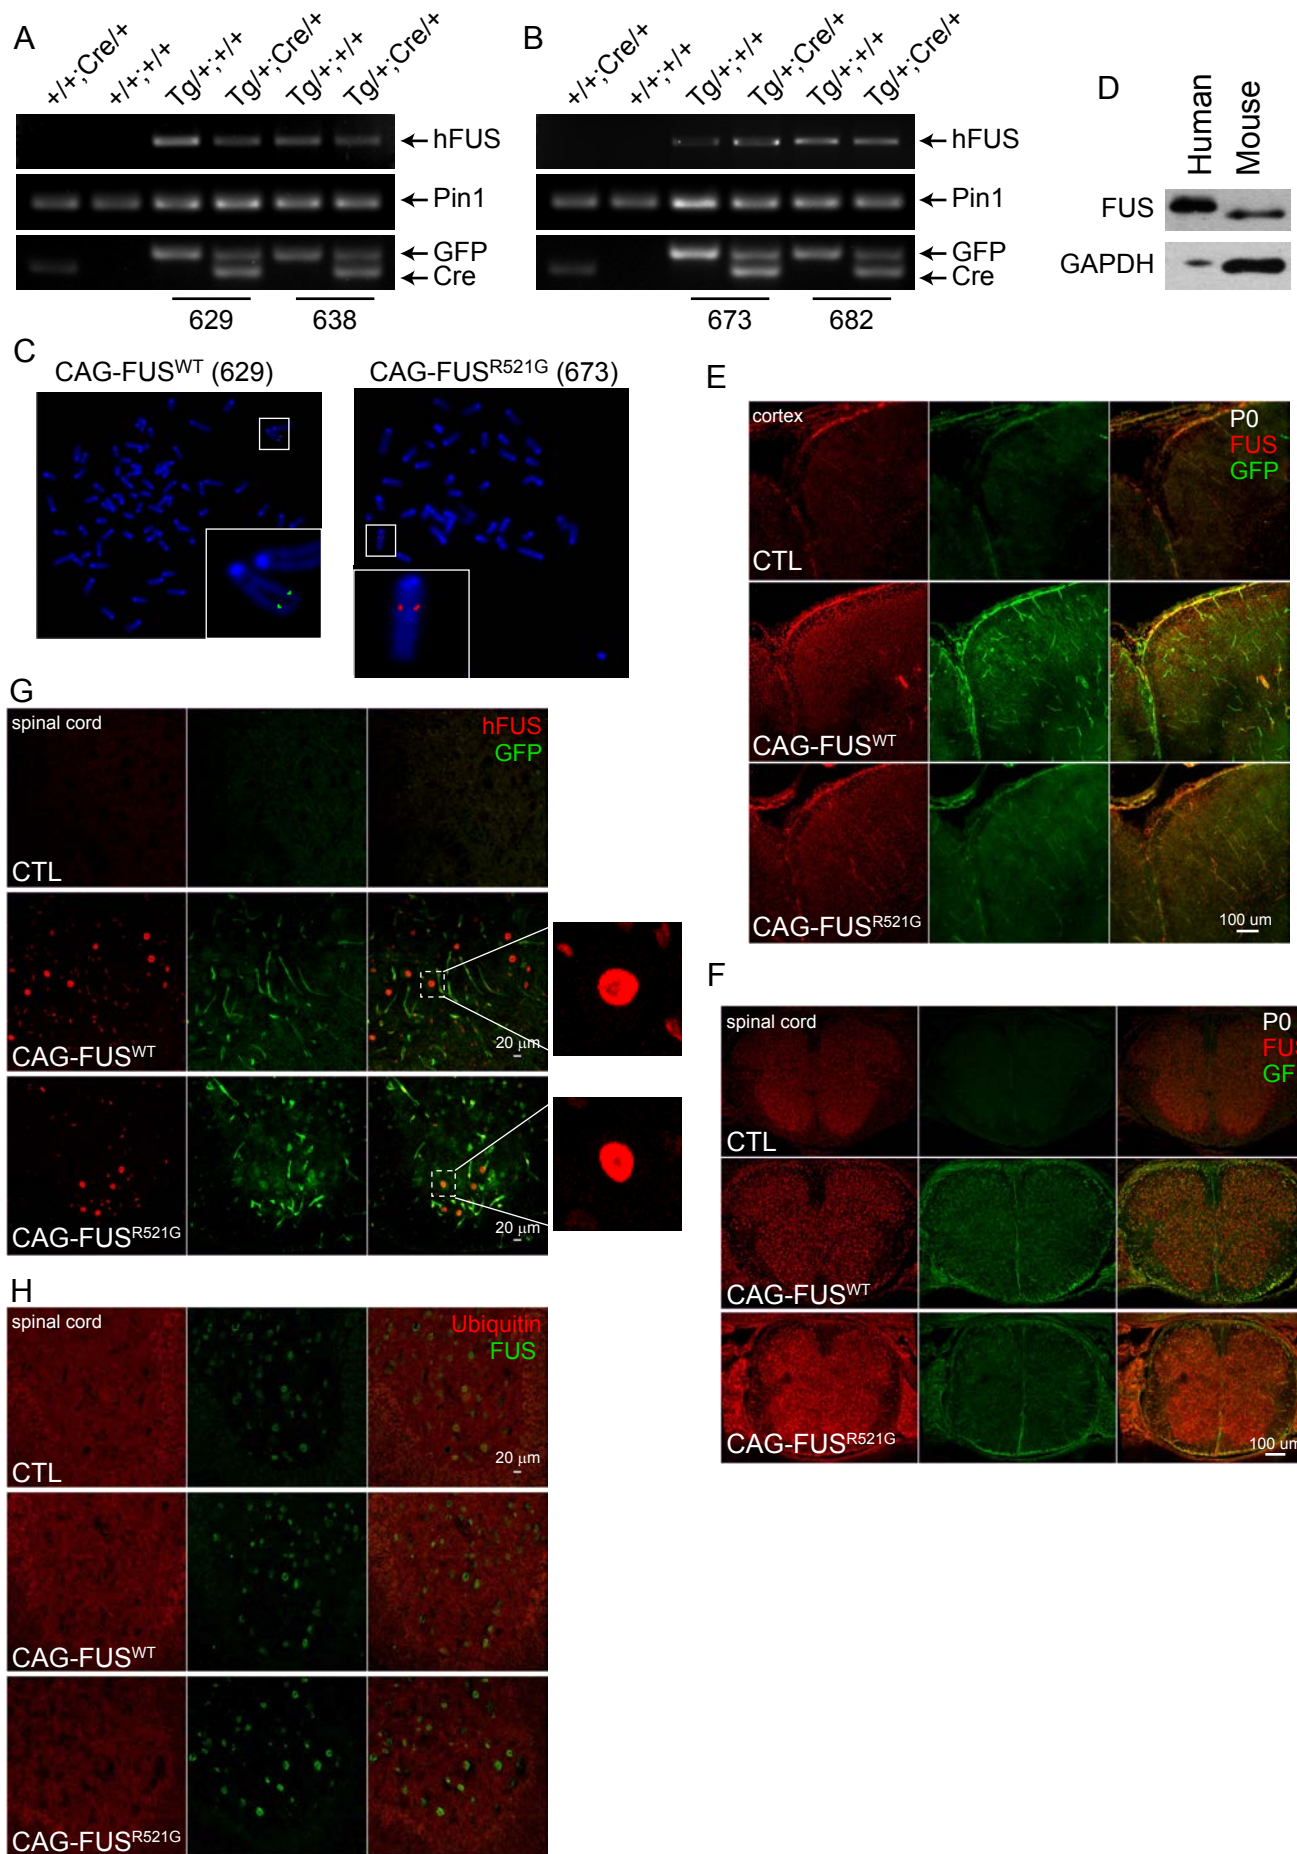 A
+/+;Cre/+
+/+;+/+
Tg/+;+/+
Tg/+;Cre/+
Tg/+;+/+
Tg/+;Cre/+
hFUS
Pin1
GFP
Cre
629
638
B
+/+;Cre/+
+/+;+/+
Tg/+;+/+
Tg/+;Cre/+
Tg/+;+/+
Tg/+;Cre/+
hFUS
Pin1
GFP
Cre
673
682
D
Human
Mouse
FUS
GAPDH
C
CAG-FUSWT (629)
CAG-FUSR521G (673)
E
cortex
P0
FUS
GFP
CTL
CAG-FUSWT
CAG-FUSR521G
100 um
G
spinal cord
hFUS
GFP
CTL
CAG-FUSWT
20 µm
CAG-FUSR521G
20 µm
F
spinal cord
P0
FUS
GF
CTL
CAG-FUSWT
CAG-FUSR521G
100 um
H
spinal cord
Ubiquitin
FUS
CTL
20 µm
CAG-FUSWT
CAG-FUSR521G